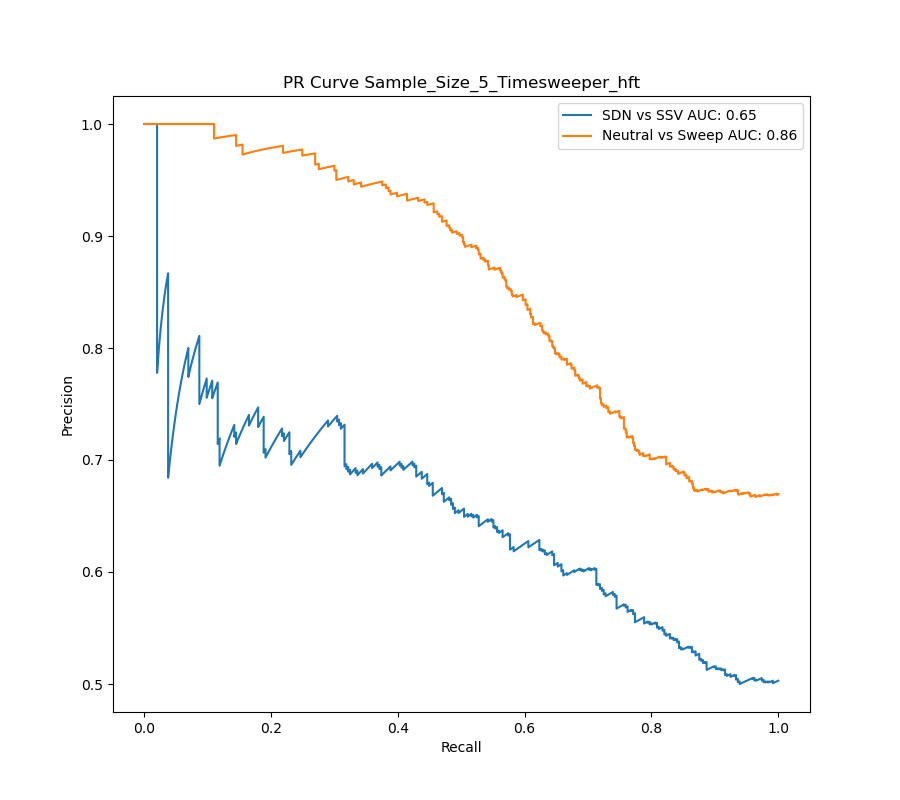 PR Curve Sample_Size_5_Timesweeper_hft
SDN vs SSV AUC: 0.65
Neutral vs Sweep AUC: 0.86
1.0
0.9
0.8
0.7
0.6
0.5
Precision
0.0 0.2 0.4 0.6 0.8 1.0
Recall